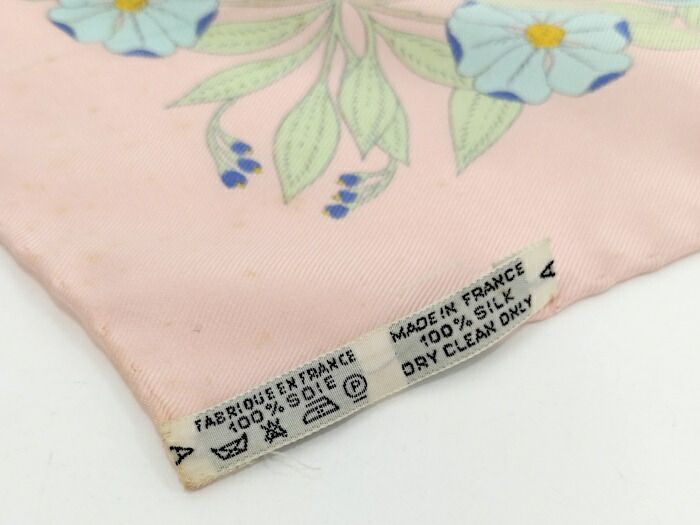 A
FABRIQUE EN FRANCE
100% SOIE
P
MADE IN FRANCE
100% SILK
DRY CLEAN ONLY
A